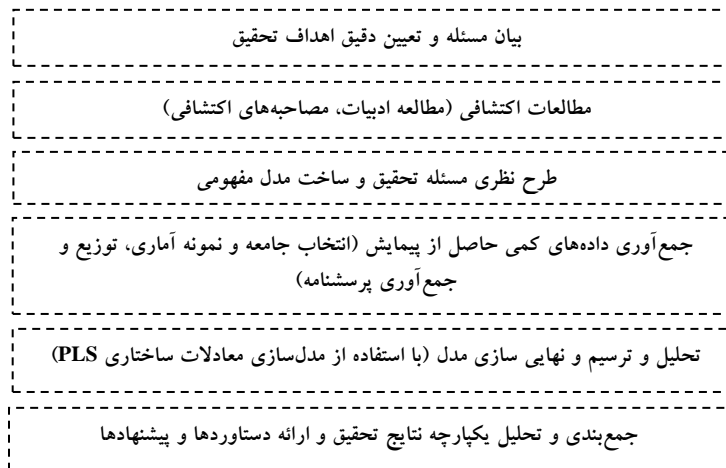 بیان مسئله و تعیین دقیق اهداف تحقیق
مطالعات اکتشافی (مطالعه ادبیات، مصاحبه‌های اکتشافی)
طرح نظری مسئله تحقیق و ساخت مدل مفهومی
جمع‌آوری داده‌های کمی حاصل از پیمایش (انتخاب جامعه و نمونه آماری، توزیع و
جمع‌آوری پرسشنامه)
تحلیل و ترسیم و نهایی سازی مدل (با استفاده از مدل‌سازی معادلات ساختاری PLS)
جمع‌بندی و تحلیل یکپارچه نتایج تحقیق و ارائه دستاوردها و پیشنهادها